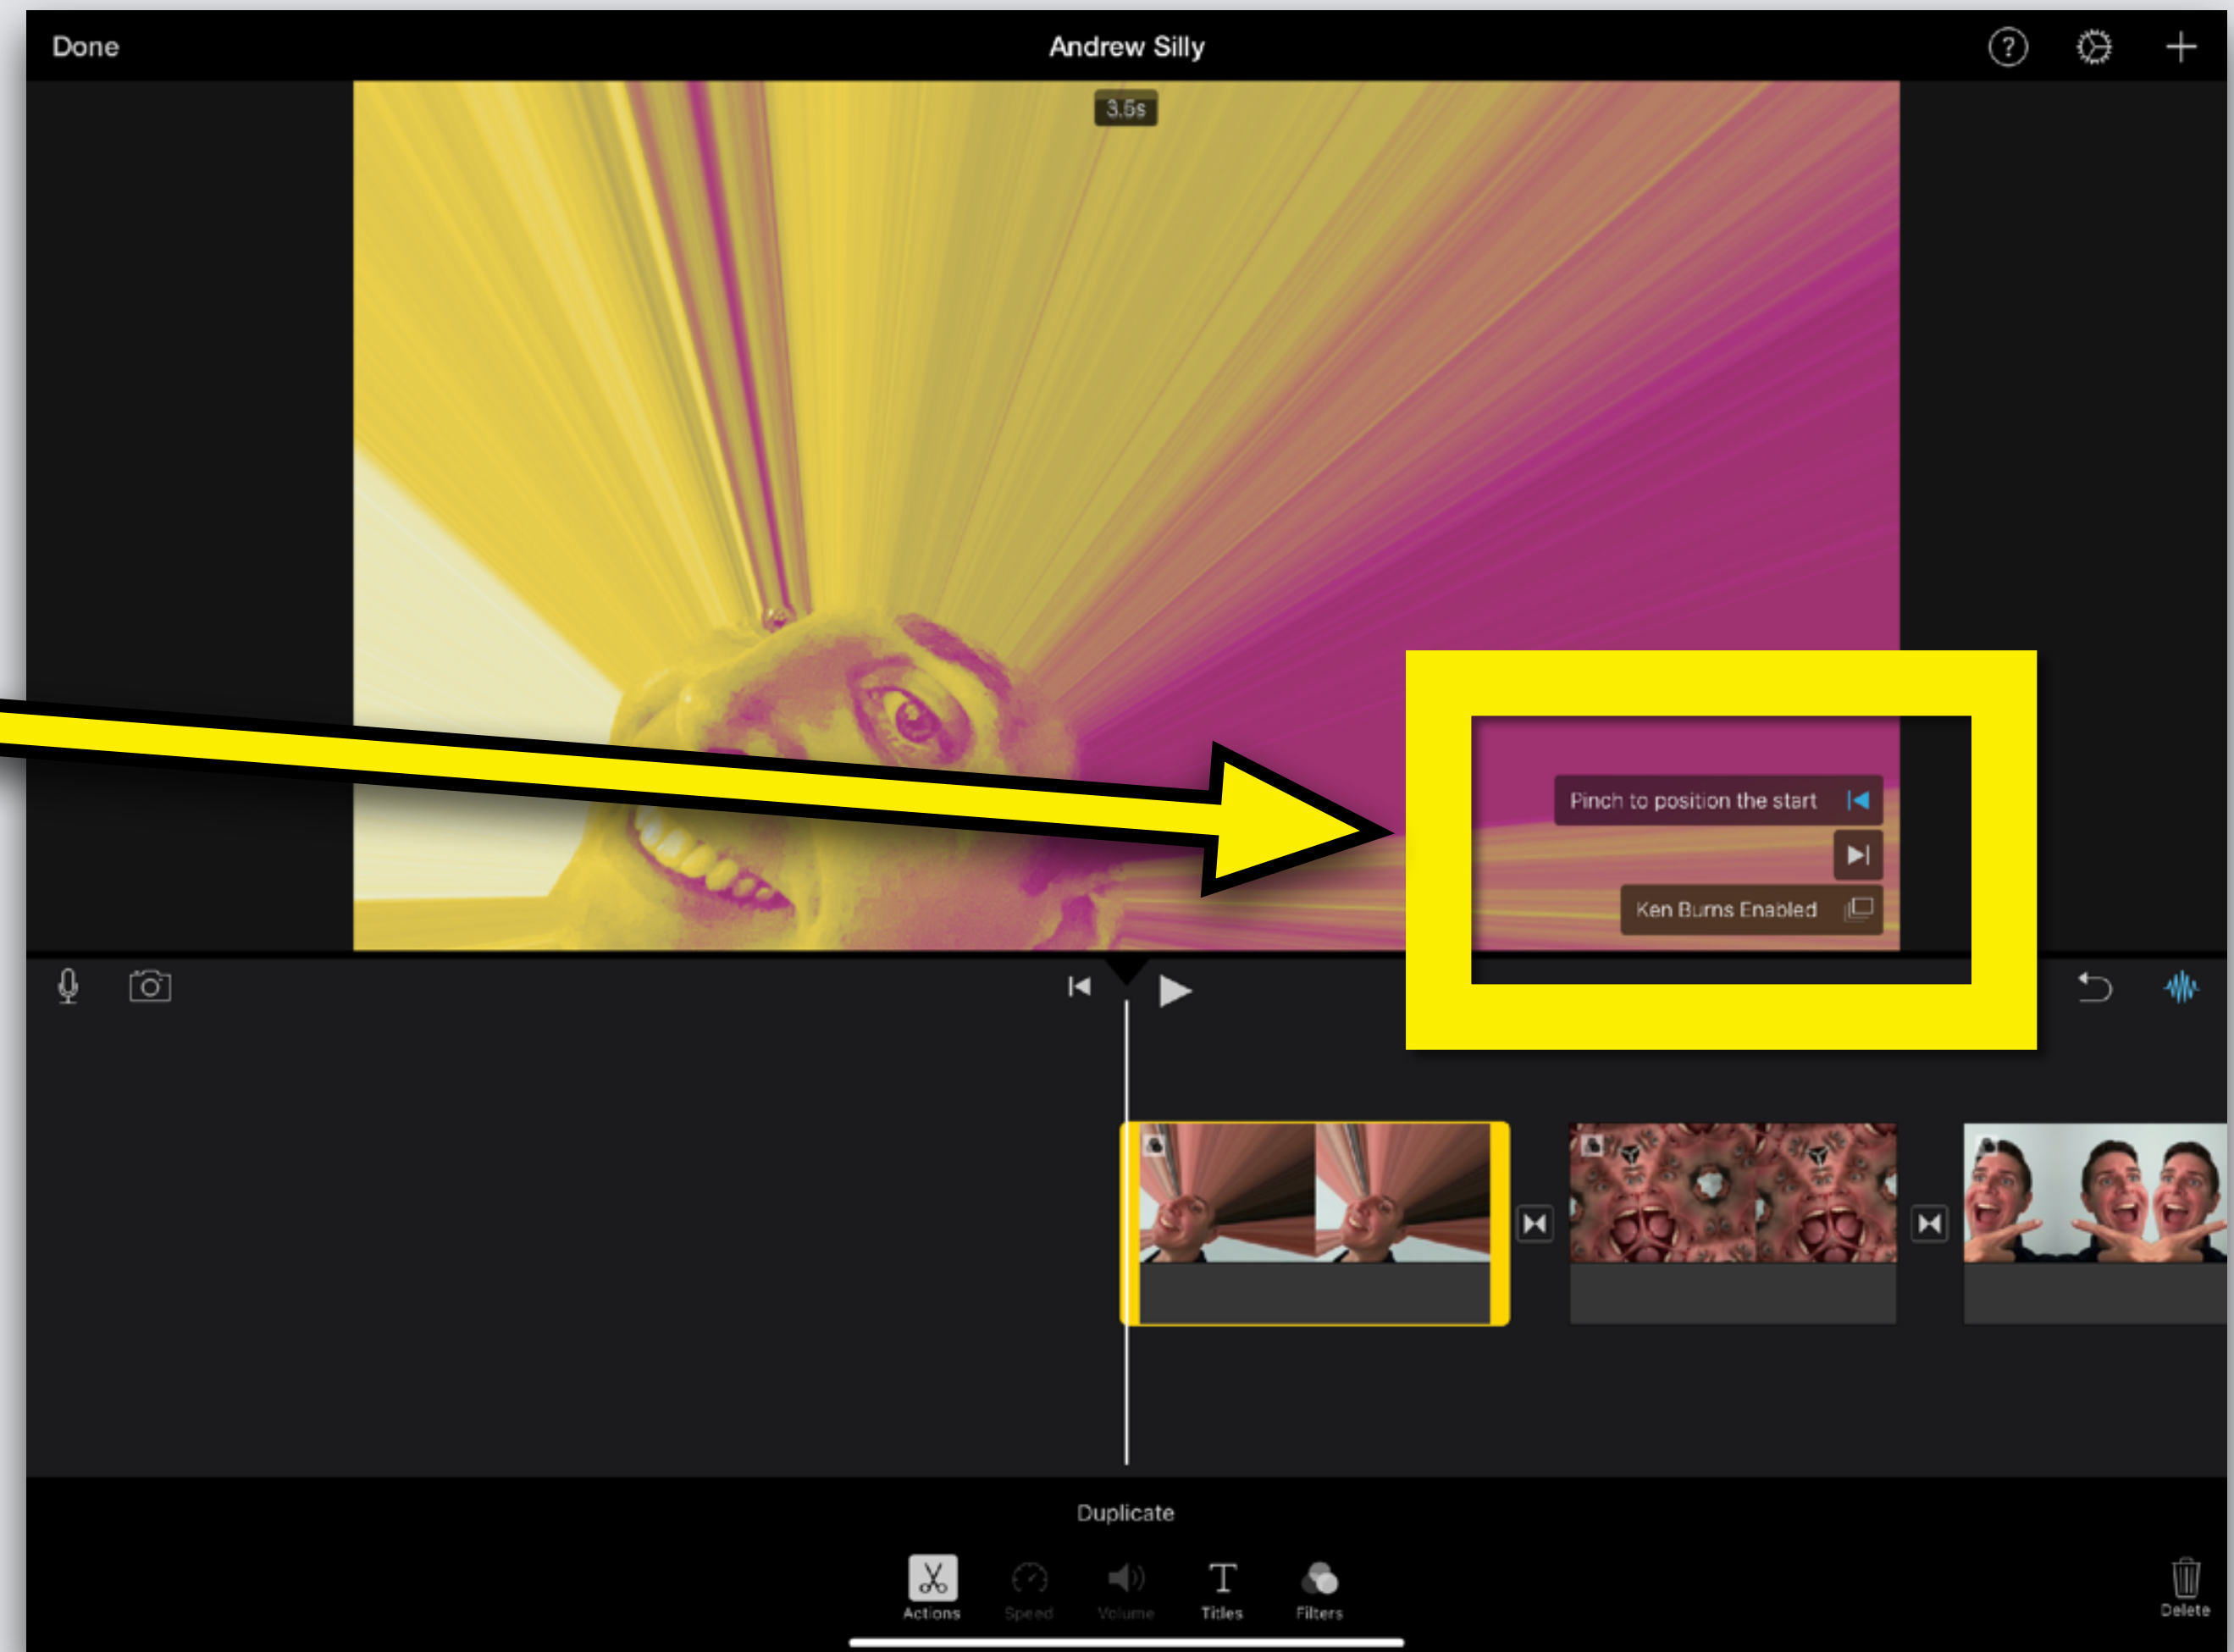 Done
Andrew Silly
?
3.5s
Pinch to position the start
Ken Burns Enabled
Duplicate
Actions
Speed
Volume
T
Titles
Filters
Delete